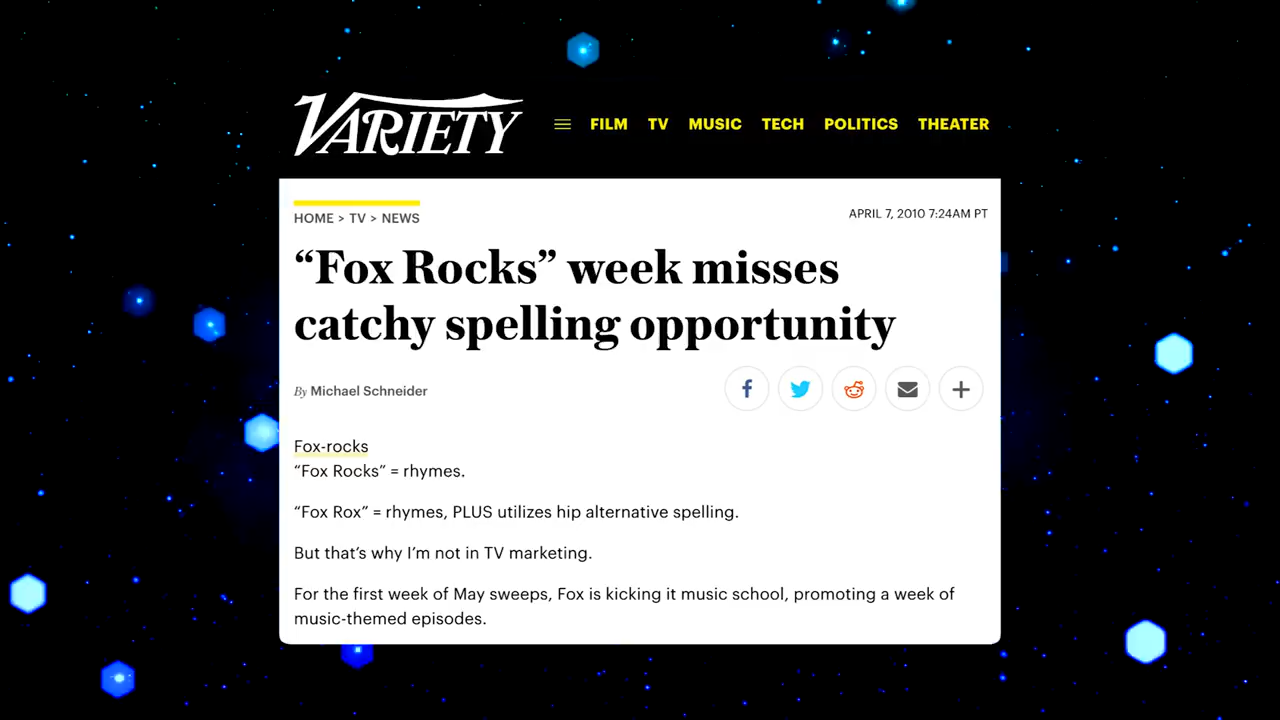 VARIETY
FILM TV MUSIC TECH POLITICS THEATER
HOME > TV > NEWS
APRIL 7, 2010 7:24AM PT
“Fox Rocks” week misses
catchy spelling opportunity
By Michael Schneider
Fox-rocks
“Fox Rocks” = rhymes.
“Fox Rox” = rhymes, PLUS utilizes hip alternative spelling.
But that’s why I’m not in TV marketing.
For the first week of May sweeps, Fox is kicking it music school, promoting a week of
music-themed episodes.